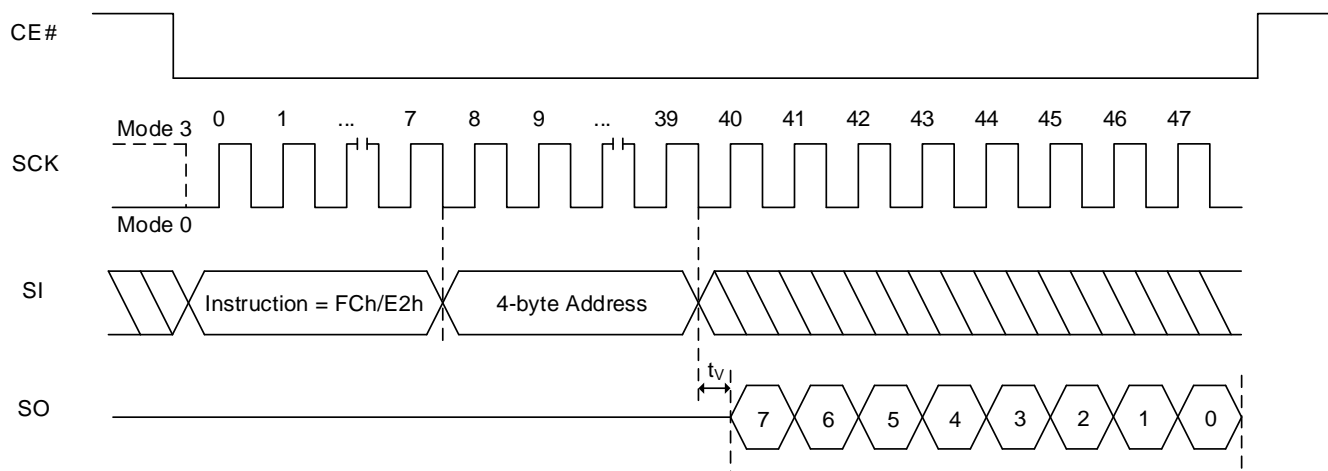 CE#
Mode 3 0 1 ... 7 8 9 ... 39 40 41 42 43 44 45 46 47
SCK
Mode 0
SI Instruction = FCh/E2h 4-byte Address
tV
SO 7 6 5 4 3 2 1 0